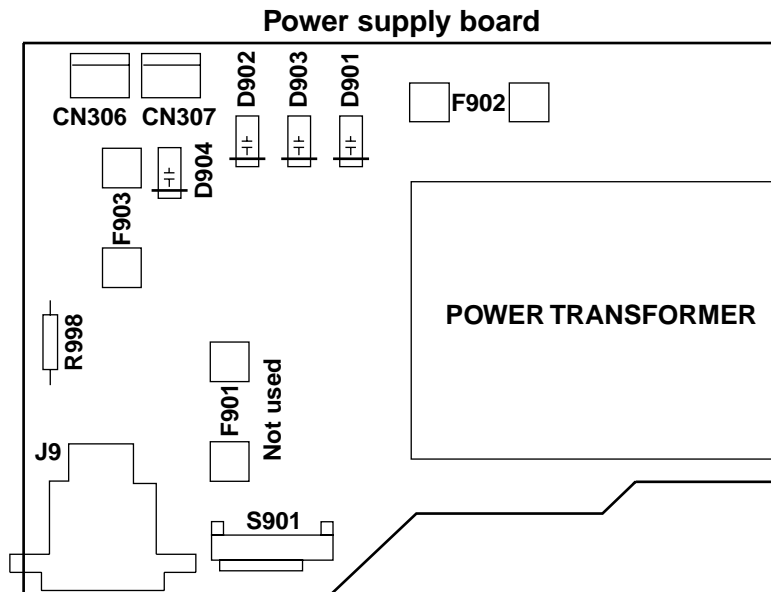 Power supply board
CN306
CN307
D902
D903
D901
F902
D904
F903
POWER TRANSFORMER
R998
F901
Not used
J9
S901